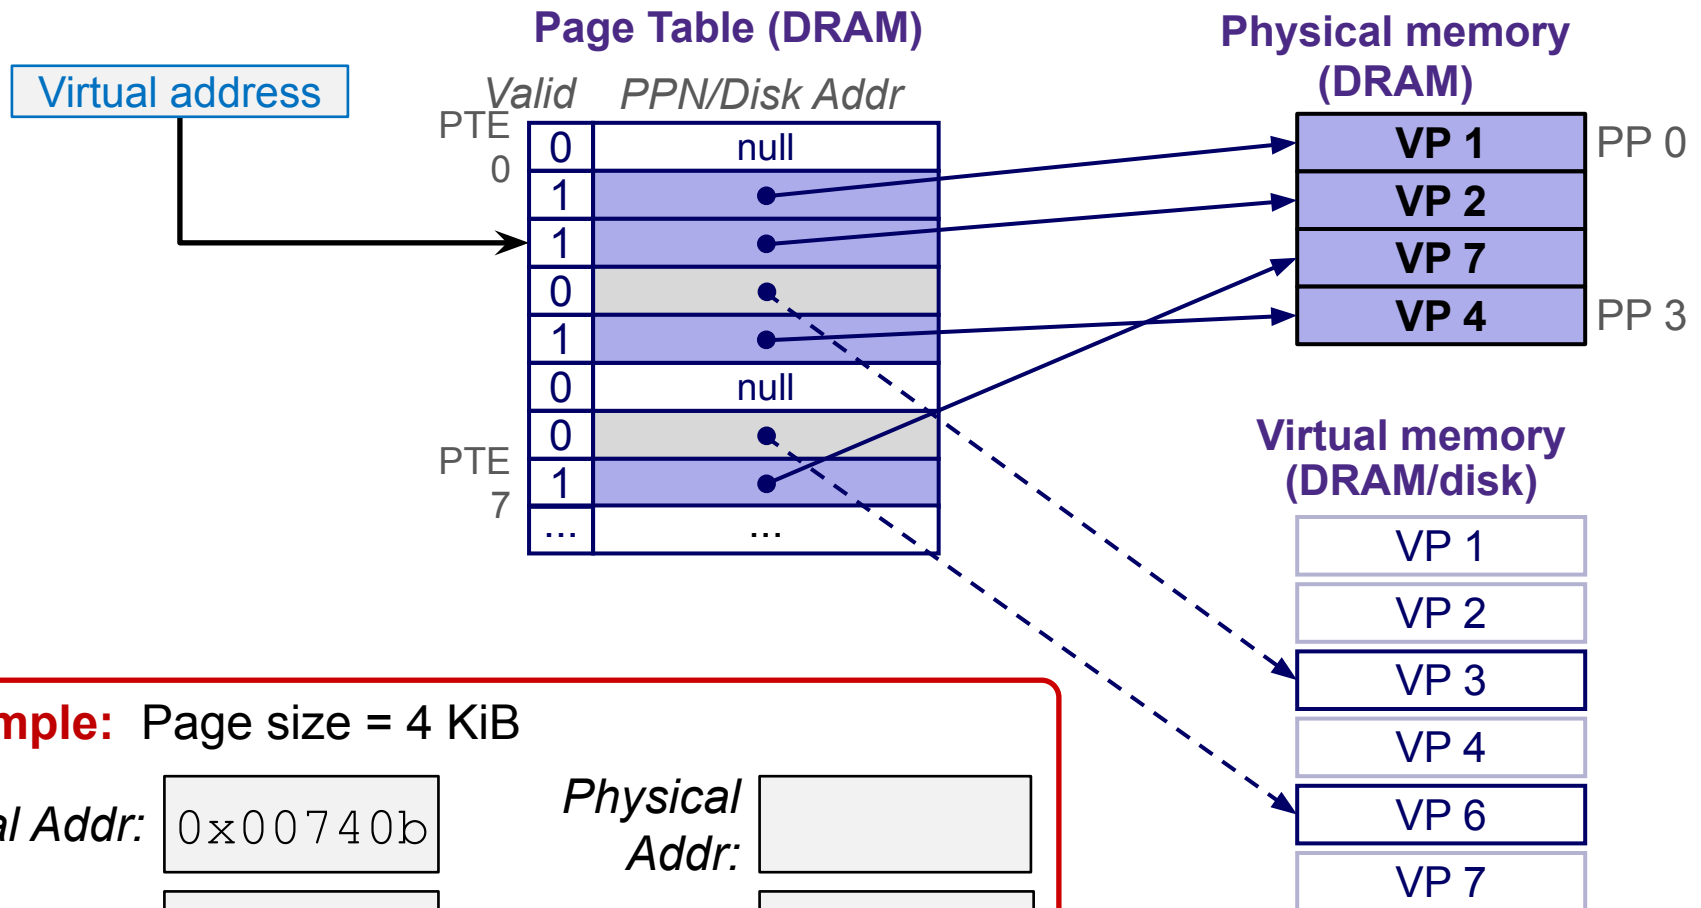 Page Table (DRAM)
Physical memory
(DRAM)
Virtual address
Valid
PPN/Disk Addr
PTE
0
0
null
1
1
0
1
0
null
0
1
PTE
7
...
...
VP 1
PP 0
VP 2
VP 7
VP 4
PP 3
Virtual memory
(DRAM/disk)
VP 1
VP 2
VP 3
VP 4
VP 6
VP 7
mple: Page size = 4 KiB
al Addr:
0x00740b
Physical
Addr: